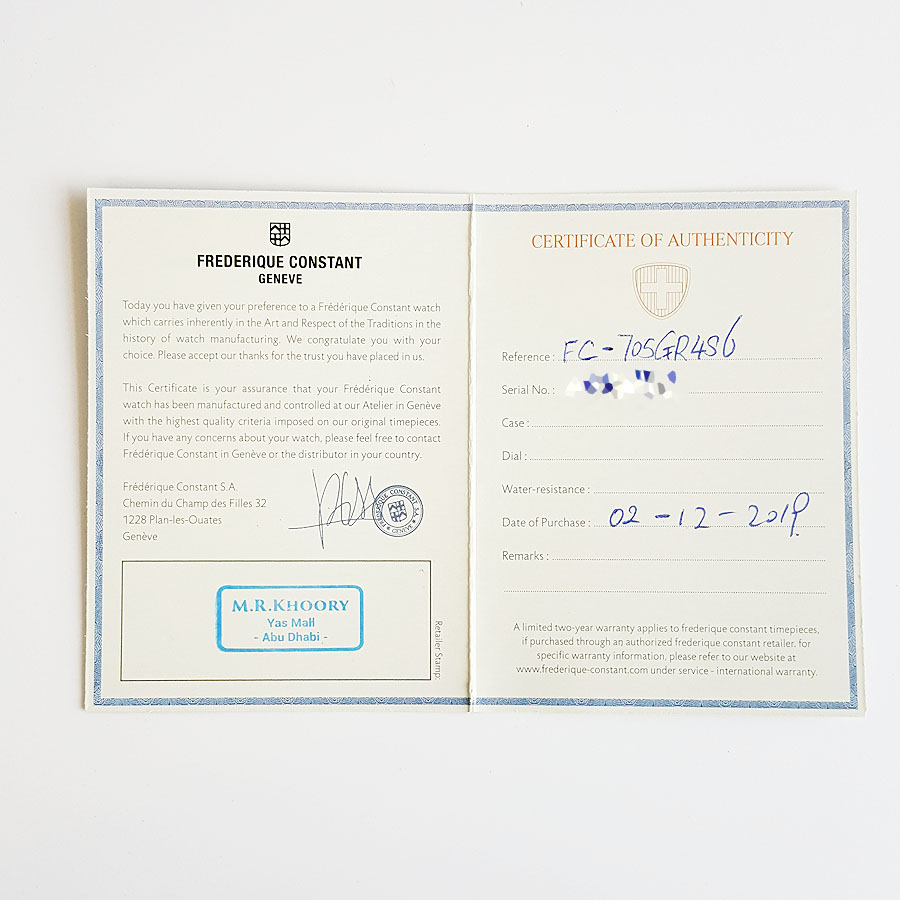 FREDERIQUE CONSTANT
GENEVE
Today you have given your preference to a Frédérique Constant watch
which carries inherently in the Art and Respect of the Traditions in the
history of watch manufacturing. We congratulate you with your
choice. Please accept our thanks for the trust you have placed in us.
This Certificate is your assurance that your Frédérique Constant
watch has been manufactured and controlled at our Atelier in Genève
with the highest quality criteria imposed on our original timepieces.
If you have any concerns about your watch, please feel free to contact
Frédérique Constant in Genève or the distributor in your country.
Frédérique Constant S.A.
Chemin du Champ des Filles 32
1228 Plan-les-Ouates
Genève
FREDERIQUE CONSTANT S.A.
GENEVE
M.R.KHOORY
Yas Mall
- Abu Dhabi -
Retailer Stamp:
CERTIFICATE OF AUTHENTICITY
Reference : FC-705GR4S6
Serial No. :
Case :
Dial :
Water-resistance :
Date of Purchase : 02-12-2019
Remarks :
A limited two-year warranty applies to frederique constant timepieces,
if purchased through an authorized frederique constant retailer. for
specific warranty information, please refer to our website at
www.frederique-constant.com under service - international warranty.